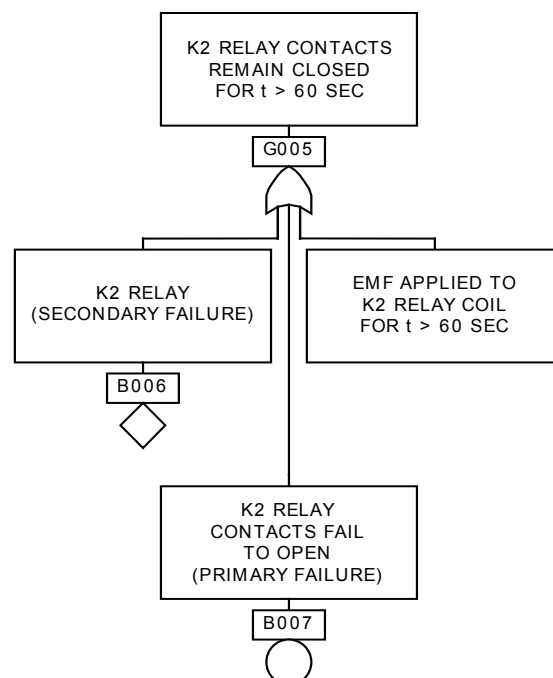 K2 RELAY CONTACTS
REMAIN CLOSED
FOR t > 60 SEC
G005
K2 RELAY
(SECONDARY FAILURE)
B006
EMF APPLIED TO
K2 RELAY COIL
FOR t > 60 SEC
K2 RELAY
CONTACTS FAIL
TO OPEN
(PRIMARY FAILURE)
B007